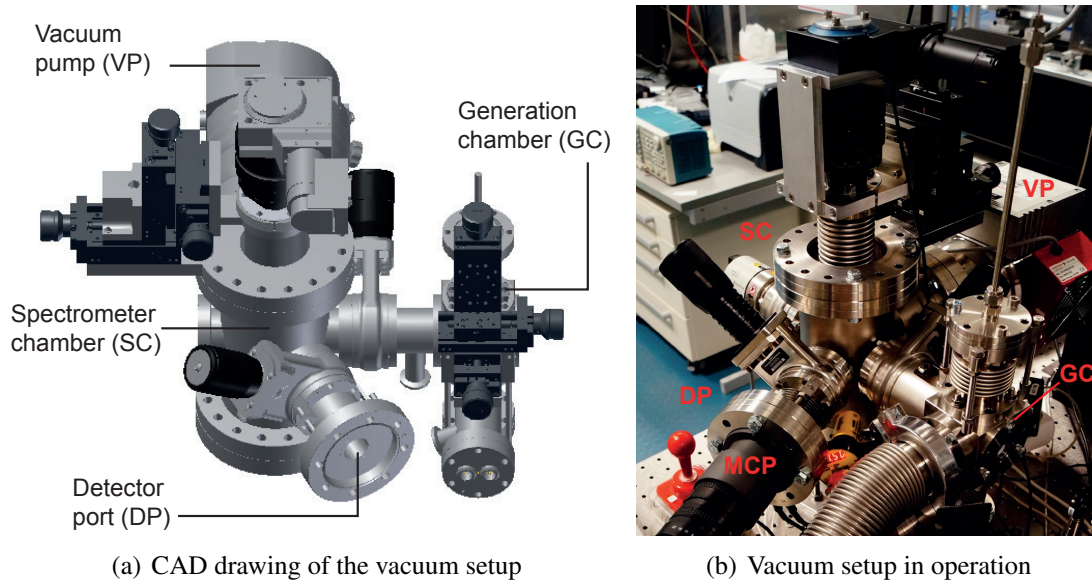 Vacuum
pump (VP)
Generation
chamber (GC)
Spectrometer
chamber (SC)
Detector
port (DP)
(a) CAD drawing of the vacuum setup
VP
SC
GC
DP
MCP
(b) Vacuum setup in operation